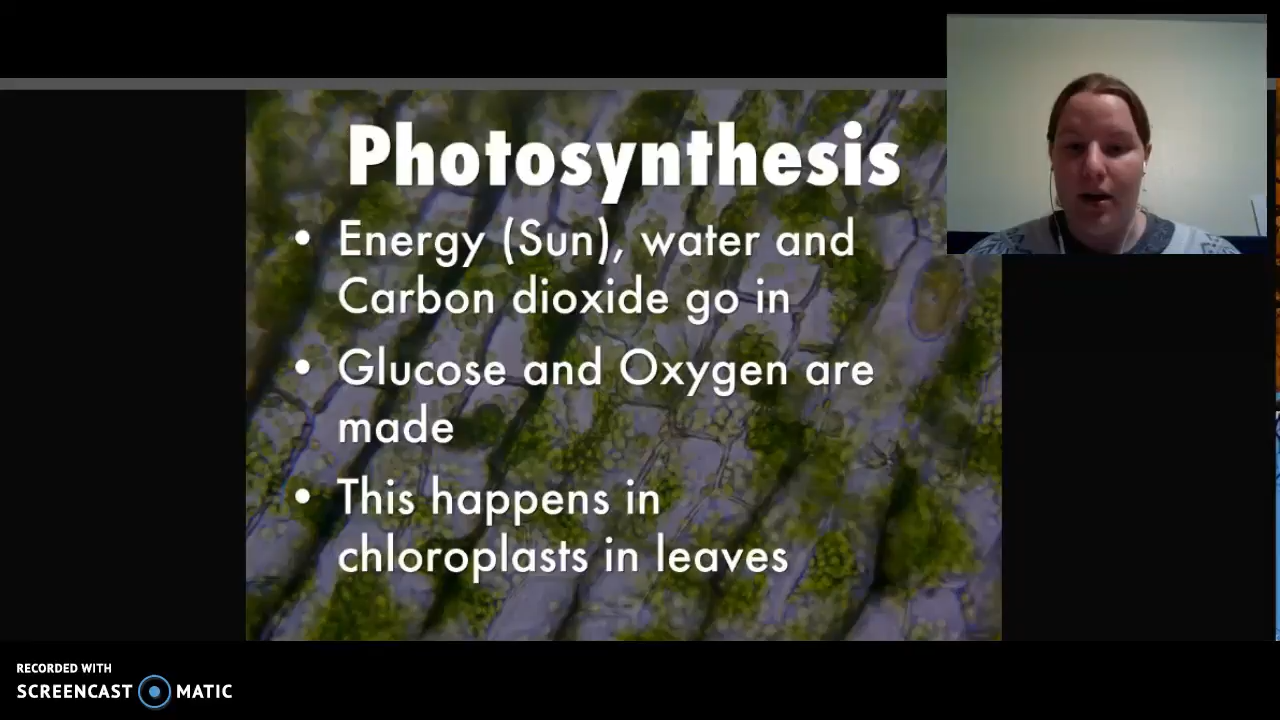 Photosynthesis
• Energy (Sun), water and
Carbon dioxide go in
• Glucose and Oxygen are
made
• This happens in
chloroplasts in leaves
RECORDED WITH
SCREENCAST MATIC